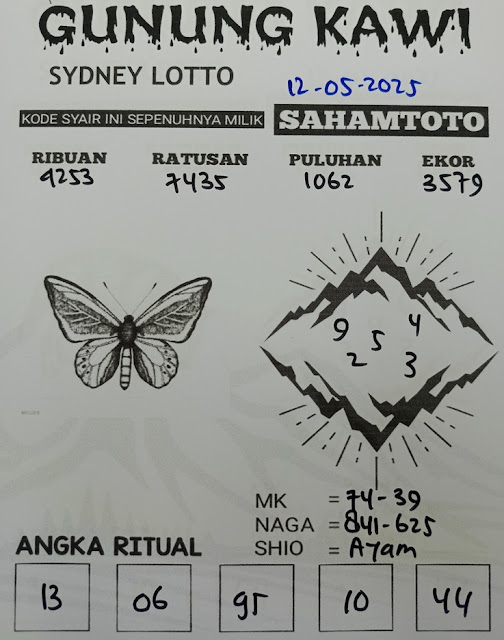 GUNUNG KAWI
SYDNEY LOTTO
12-05-2025
KODE SYAIR INI SEPENUHNYA MILIK SAHAMTOTO
RIBUAN RATUSAN PULUHAN EKOR
9253 7435 1062 3579
9 5 4
2 3
MK = 74-39
NAGA = 841-625
SHIO = Ayam
ANGKA RITUAL
13 06 95 10 44